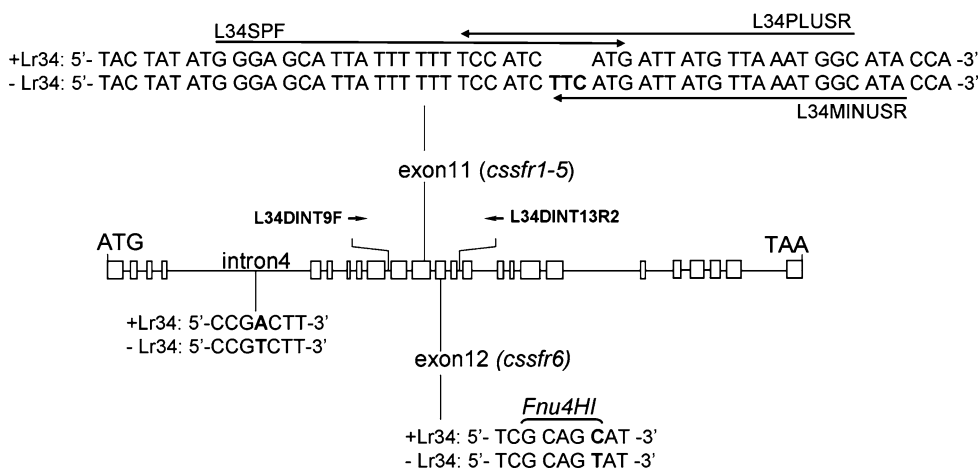 L34SPF L34PLUSR
+Lr34: 5’- TAC TAT ATG GGA GCA TTA TTT TTT TCC ATC ATG ATT ATG TTA AAT GGC ATA CCA -3’
- Lr34: 5’- TAC TAT ATG GGA GCA TTA TTT TTT TCC ATC TTC ATG ATT ATG TTA AAT GGC ATA CCA -3’
L34MINUSR
exon11 (cssfr1-5)
L34DINT9F L34DINT13R2
ATG TAA
intron4
+Lr34: 5’-CCGACTT-3’
- Lr34: 5’-CCGTCTT-3’
exon12 (cssfr6)
Fnu4HI
+Lr34: 5’- TCG CAG CAT -3’
- Lr34: 5’- TCG CAG TAT -3’